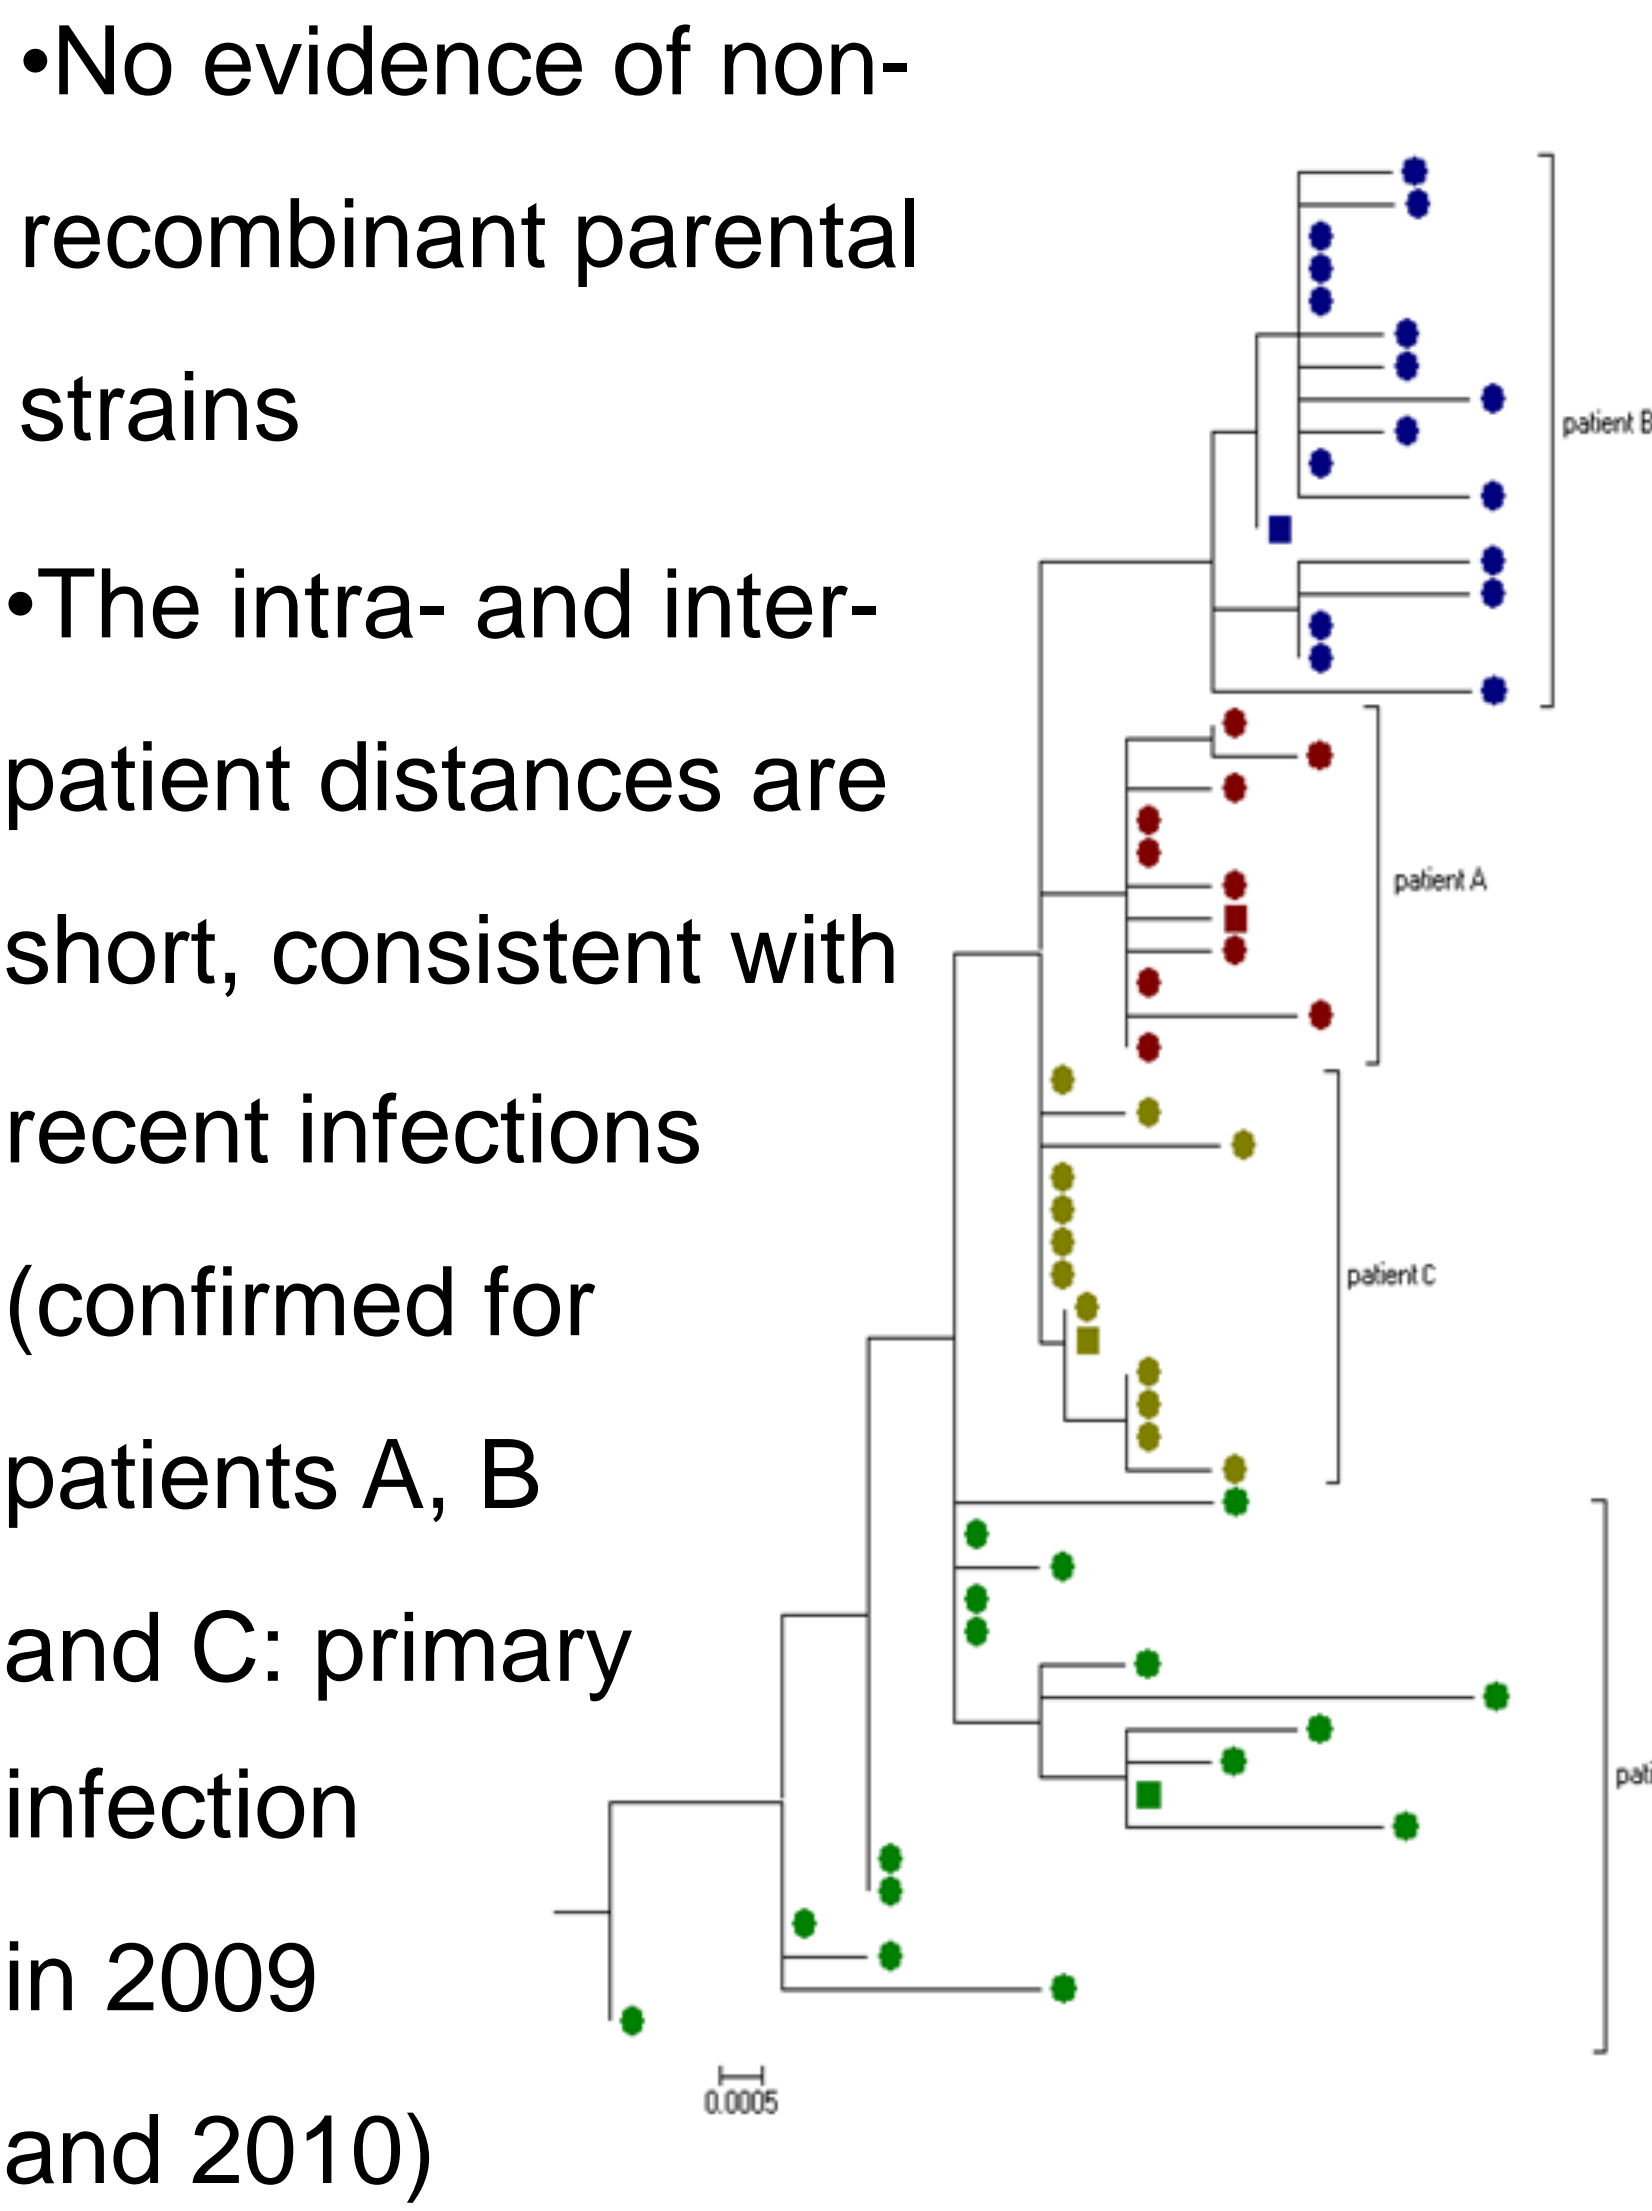 •No evidence of non-
recombinant parental
strains
•The intra- and inter-
patient distances are
short, consistent with
recent infections
(confirmed for
patients A, B
and C: primary
infection
in 2009
and 2010)
patient B
patient A
patient C
0.0005